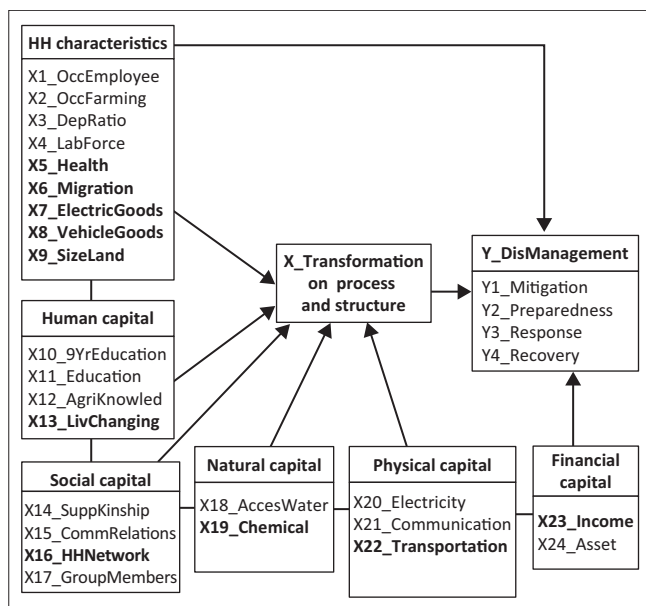 HH characteristics
X1_OccEmployee
X2_OccFarming
X3_DepRatio
X4_LabForce
X5_Health
X6_Migration
X7_ElectricGoods
X8_VehicleGoods
X9_SizeLand
X_Transformation
on process
and structure
Y_DisManagement
Y1_Mitigation
Y2_Preparedness
Y3_Response
Y4_Recovery
Human capital
X10_9YrEducation
X11_Education
X12_AgriKnowled
X13_LivChanging
Social capital
X14_SuppKinship
X15_CommRelations
X16_HHNetwork
X17_GroupMembers
Natural capital
X18_AccesWater
X19_Chemical
Physical capital
X20_Electricity
X21_Communication
X22_Transportation
Financial
capital
X23_Income
X24_Asset